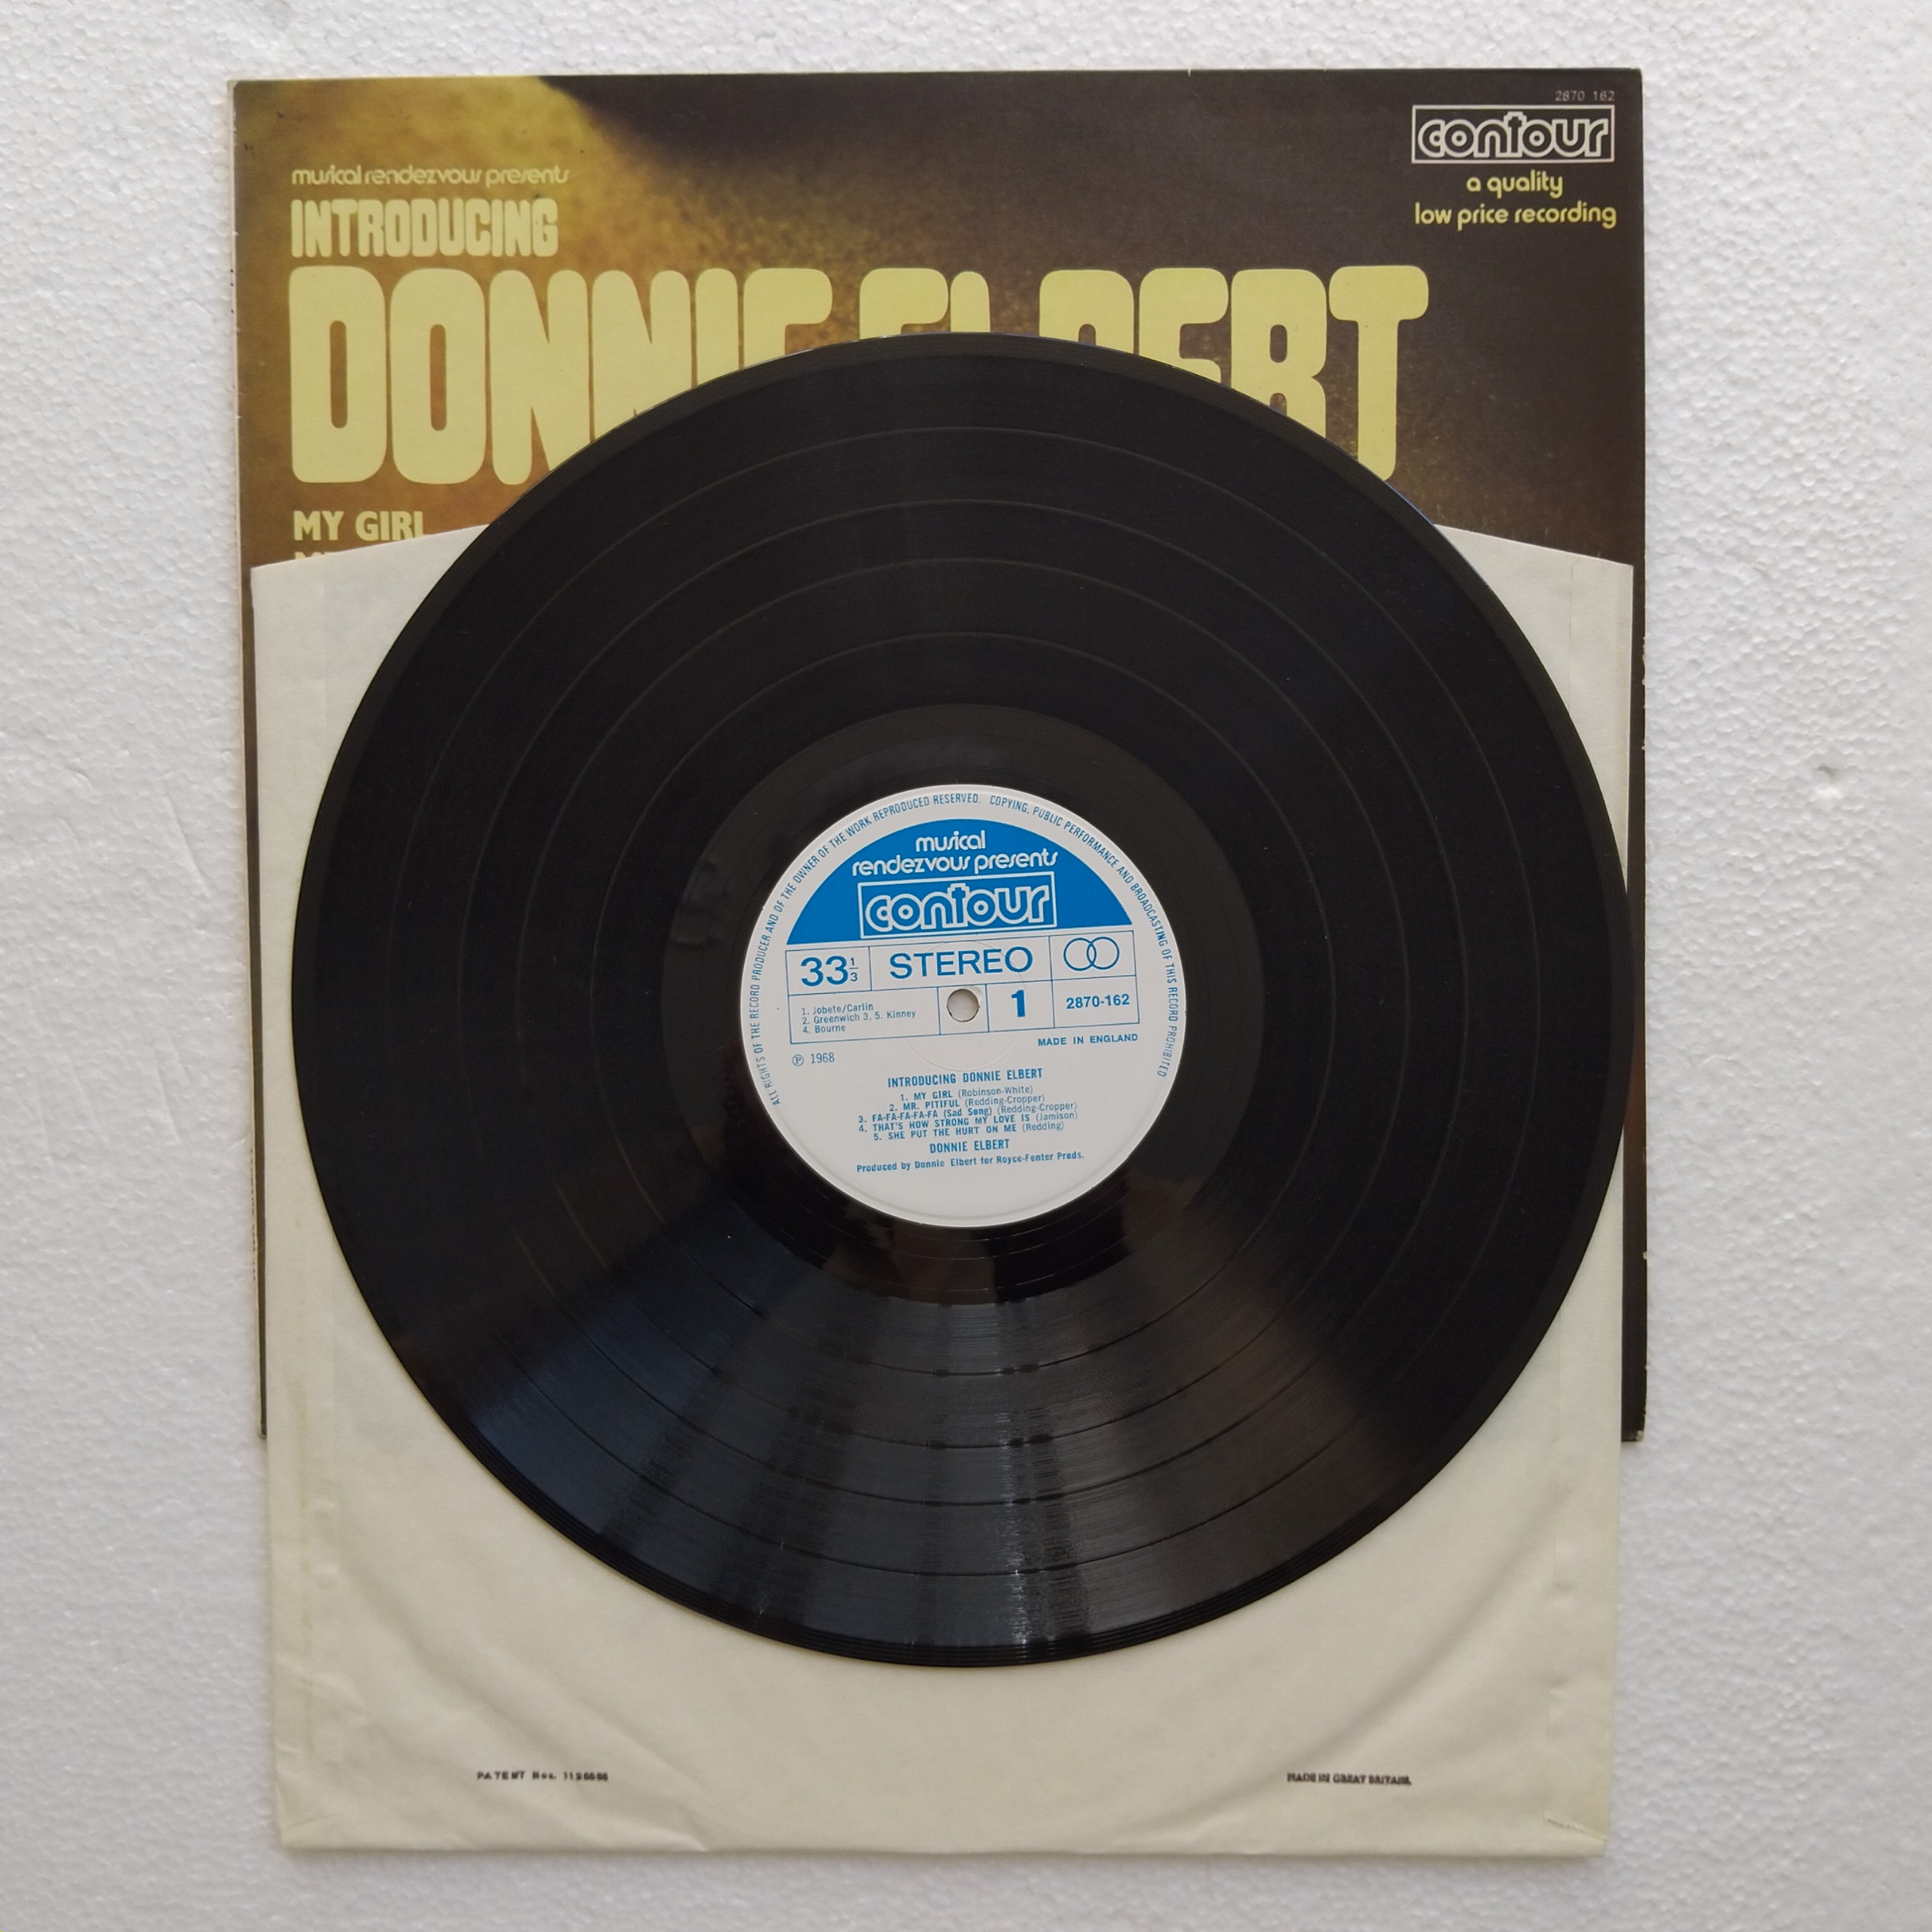 2870 162
contour
a quality
low price recording
musical rendezvous presents
INTRODUCING
DONNIE ELBERT
MY GIRL
ALL RIGHTS OF THE RECORD PRODUCER AND OF THE OWNER OF THE WORK REPRODUCED RESERVED. COPYING, PUBLIC PERFORMANCE AND BROADCASTING OF THIS RECORD PROHIBITED
musical
rendezvous presents
contour
33 1/3 STEREO
1. Jobete/Carlin
2. Greenwich 3, 5. Kinney
4. Bourne
1 2870-162
MADE IN ENGLAND
℗ 1968
INTRODUCING DONNIE ELBERT
1. MY GIRL (Robinson-White)
2. MR. PITIFUL (Redding-Cropper)
3. FA-FA-FA-FA-FA (Sad Song) (Redding-Cropper)
4. THAT'S HOW STRONG MY LOVE IS (Jamison)
5. SHE PUT THE HURT ON ME (Redding)
DONNIE ELBERT
Produced by Donnie Elbert for Royce-Fenter Prods.
PATENT Nos.
MADE IN GREAT BRITAIN.